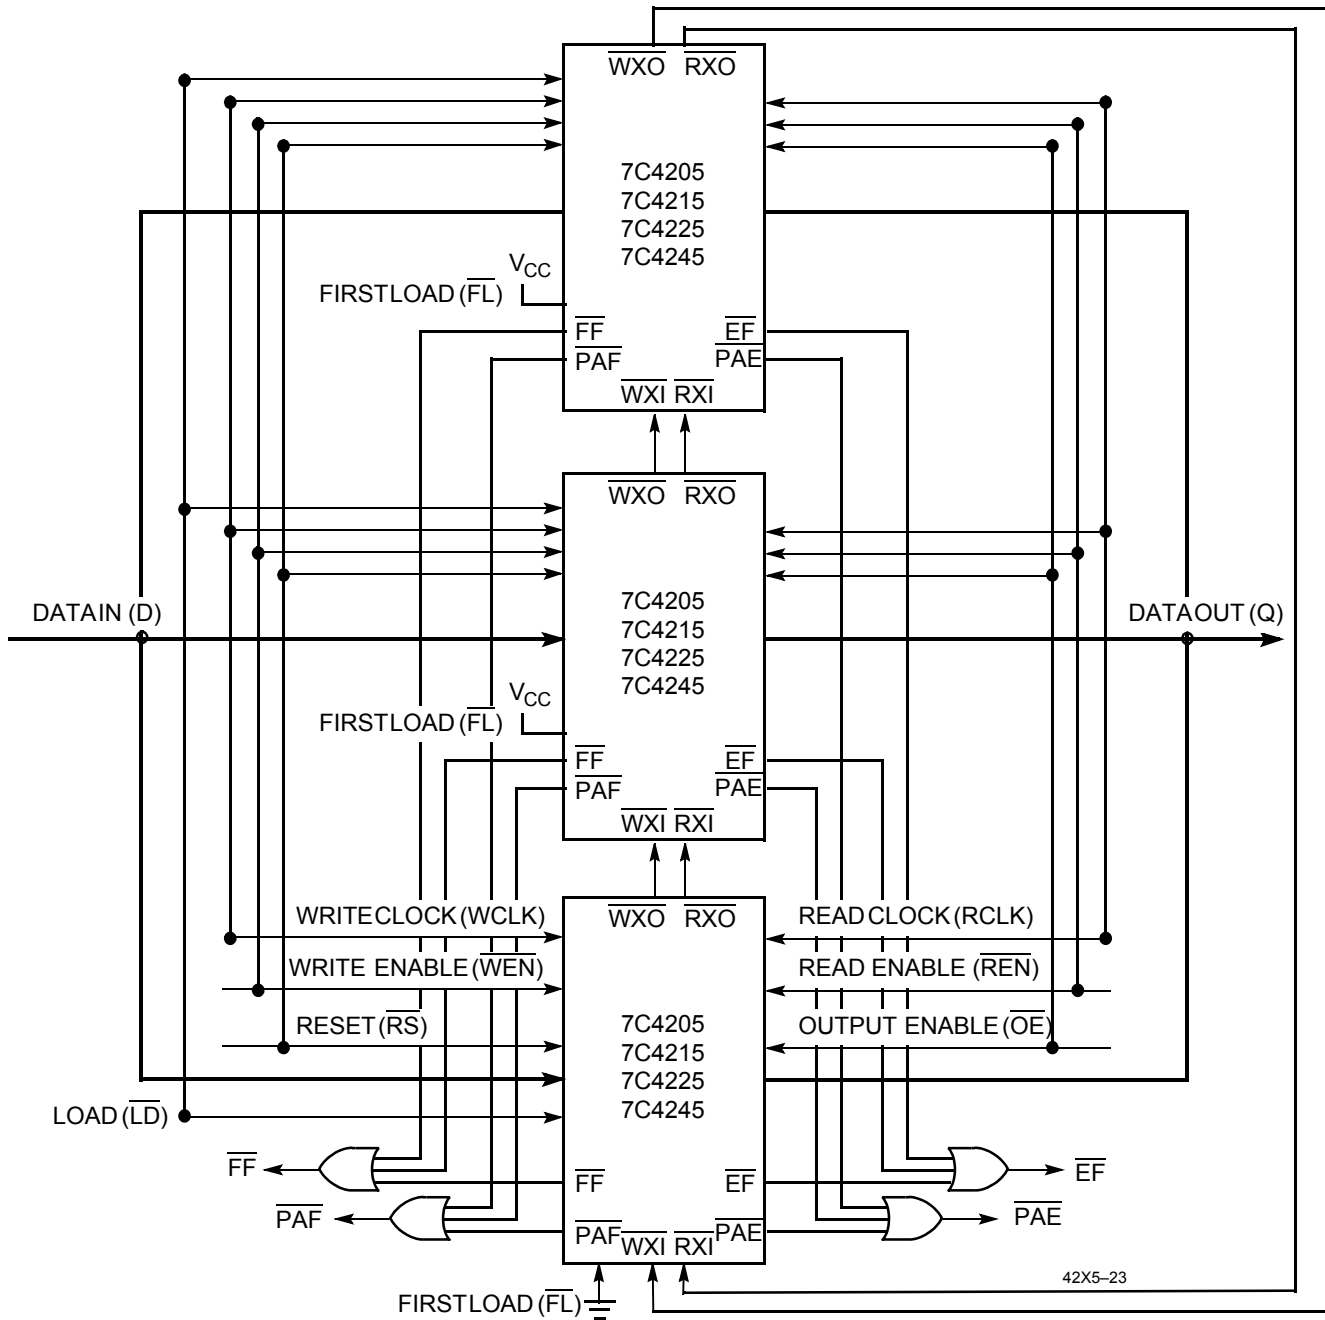 WXO RXO
7C4205
7C4215
7C4225
7C4245
VCC
FIRSTLOAD (FL)
FF EF
PAF PAE
WXI RXI
WXO RXO
7C4205
7C4215
7C4225
7C4245
DATAIN (D) DATAOUT (Q)
VCC
FIRSTLOAD (FL)
FF EF
PAF PAE
WXI RXI
WRITE CLOCK (WCLK) WXO RXO READ CLOCK (RCLK)
WRITE ENABLE (WEN) READ ENABLE (REN)
RESET (RS) OUTPUT ENABLE (OE)
7C4205
7C4215
7C4225
7C4245
LOAD (LD)
FF FF EF EF
PAF PAF WXI RXI PAE PAE
42X5–23
FIRSTLOAD (FL)